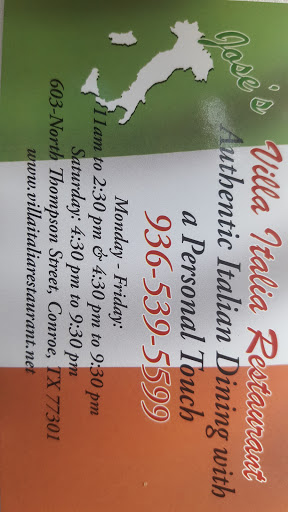 Jose's
Villa Italia Restaurant
Authentic Italian Dining with
a Personal Touch
936-539-5599
Monday - Friday:
11am to 2:30 pm & 4:30 pm to 9:30 pm
Saturday: 4:30 pm to 9:30 pm
603-North Thompson Street, Conroe, TX 77301
www.villaitaliarestaurant.net